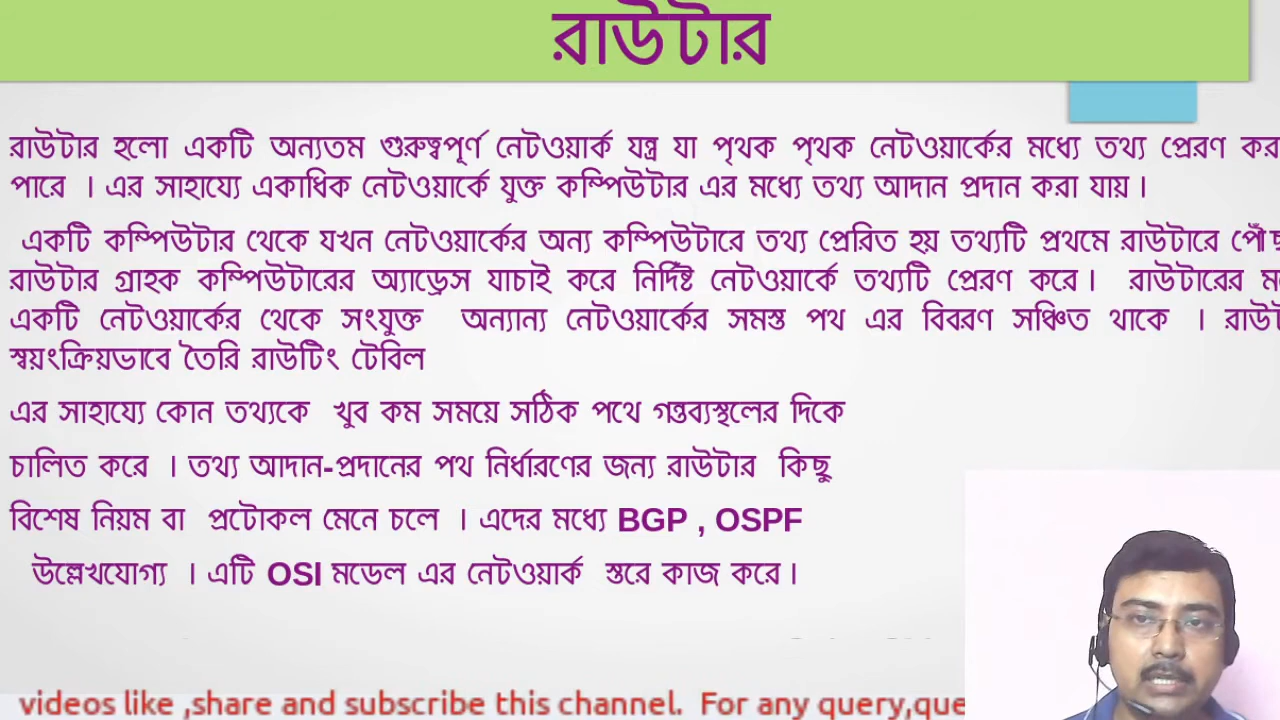 রাউটার
রাউটার হলো একটি অন্যতম গুরুত্বপূর্ণ নেটওয়ার্ক যন্ত্র যা পৃথক পৃথক নেটওয়ার্কের মধ্যে তথ্য প্রেরণ
পারে । এর সাহায্যে একাধিক নেটওয়ার্কে যুক্ত কম্পিউটার এর মধ্যে তথ্য আদান প্রদান করা যায়।
একটি কম্পিউটার থেকে যখন নেটওয়ার্কের অন্য কম্পিউটারে তথ্য প্রেরিত হয় তথ্যটি প্রথমে রাউটারে
রাউটার গ্রাহক কম্পিউটারের অ্যাড্রেস যাচাই করে নির্দিষ্ট নেটওয়ার্কে তথ্যটি প্রেরণ করে। রাউটারের
একটি নেটওয়ার্কের থেকে সংযুক্ত অন্যান্য নেটওয়ার্কের সমস্ত পথ এর বিবরণ সঞ্চিত থাকে ।
স্বয়ংক্রিয়ভাবে তৈরি রাউটিং টেবিল
এর সাহায্যে কোন তথ্যকে খুব কম সময়ে সঠিক পথে গন্তব্যস্থলের দিকে
চালিত করে । তথ্য আদান-প্রদানের পথ নির্ধারণের জন্য রাউটার কিছু
বিশেষ নিয়ম বা প্রটোকল মেনে চলে । এদের মধ্যে BGP , OSPF
উল্লেখযোগ্য । এটি OSI মডেল এর নেটওয়ার্ক স্তরে কাজ করে।
videos like ,share and subscribe this channel. For any query,que